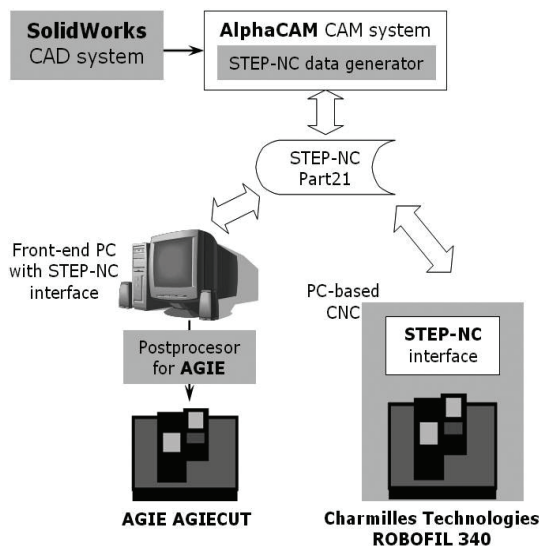 SolidWorks
CAD system
AlphaCAM CAM system
STEP-NC data generator
STEP-NC
Part21
Front-end PC
with STEP-NC
interface
PC-based
CNC
STEP-NC
interface
Postprocesor
for AGIE
AGIE AGIECUT
Charmilles Technologies
ROBOFIL 340